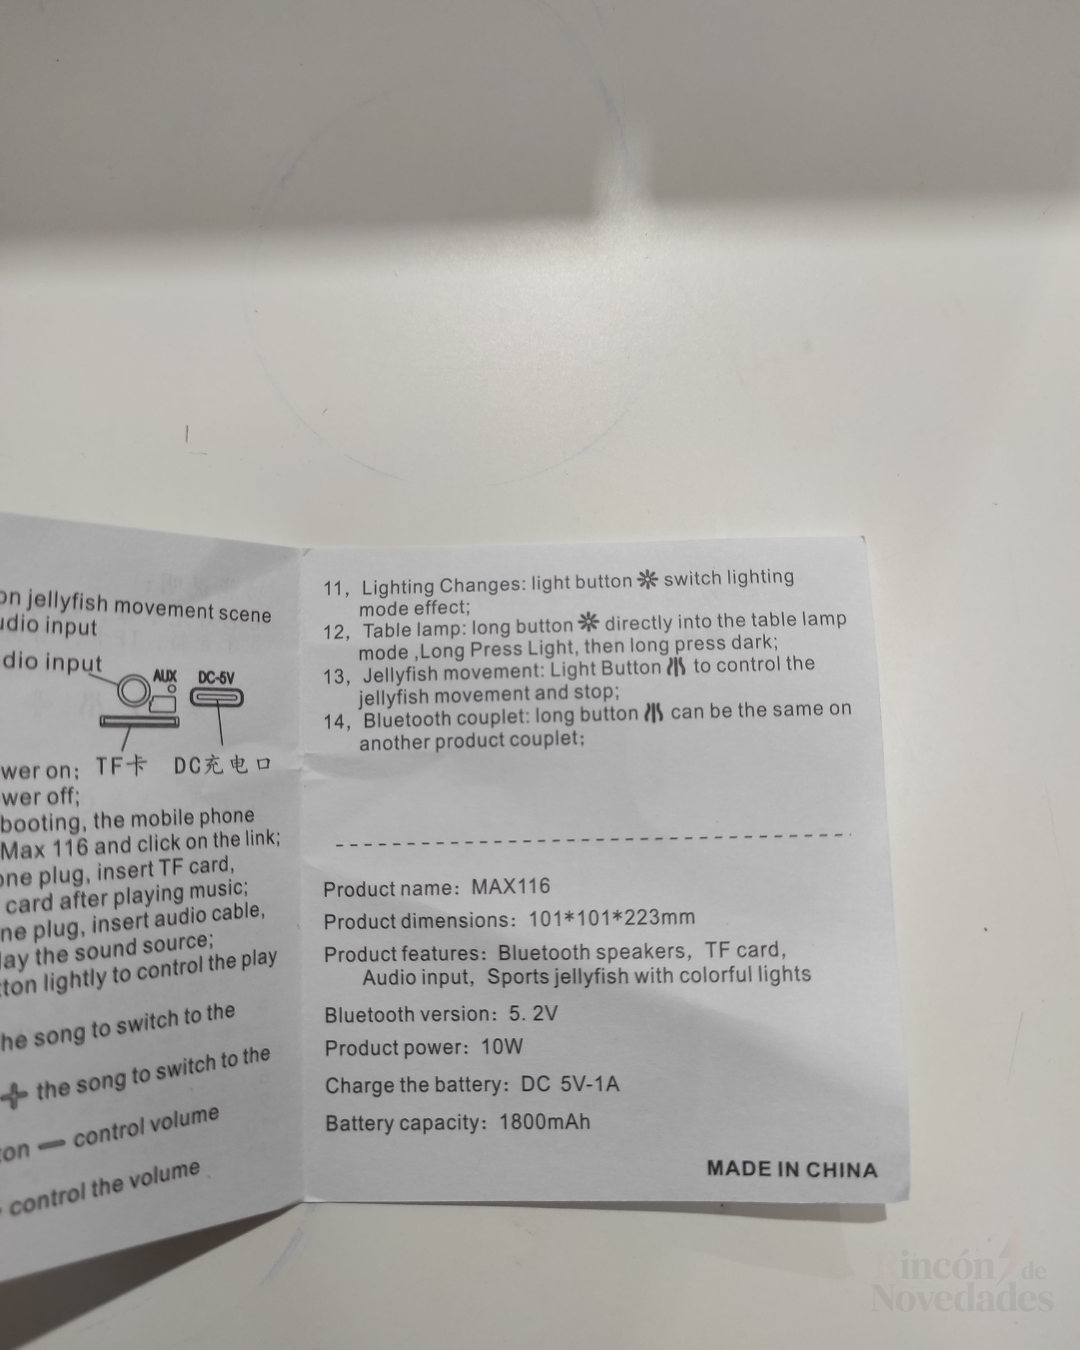 on jellyfish movement scene
udio input
dio input
AUX DC-5V
TF卡 DC充电口
wer on;
wer off;
booting, the mobile phone
Max 116 and click on the link;
one plug, insert TF card,
card after playing music;
ne plug, insert audio cable,
lay the sound source;
tton lightly to control the play
he song to switch to the
+ the song to switch to the
ton — control volume
control the volume
11, Lighting Changes: light button switch lighting
mode effect;
12, Table lamp: long button directly into the table lamp
mode ,Long Press Light, then long press dark;
13, Jellyfish movement: Light Button to control the
jellyfish movement and stop;
14, Bluetooth couplet: long button can be the same on
another product couplet;
Product name: MAX116
Product dimensions: 101*101*223mm
Product features: Bluetooth speakers, TF card,
Audio input, Sports jellyfish with colorful lights
Bluetooth version: 5. 2V
Product power: 10W
Charge the battery: DC 5V-1A
Battery capacity: 1800mAh
MADE IN CHINA
Rincón de
Novedades